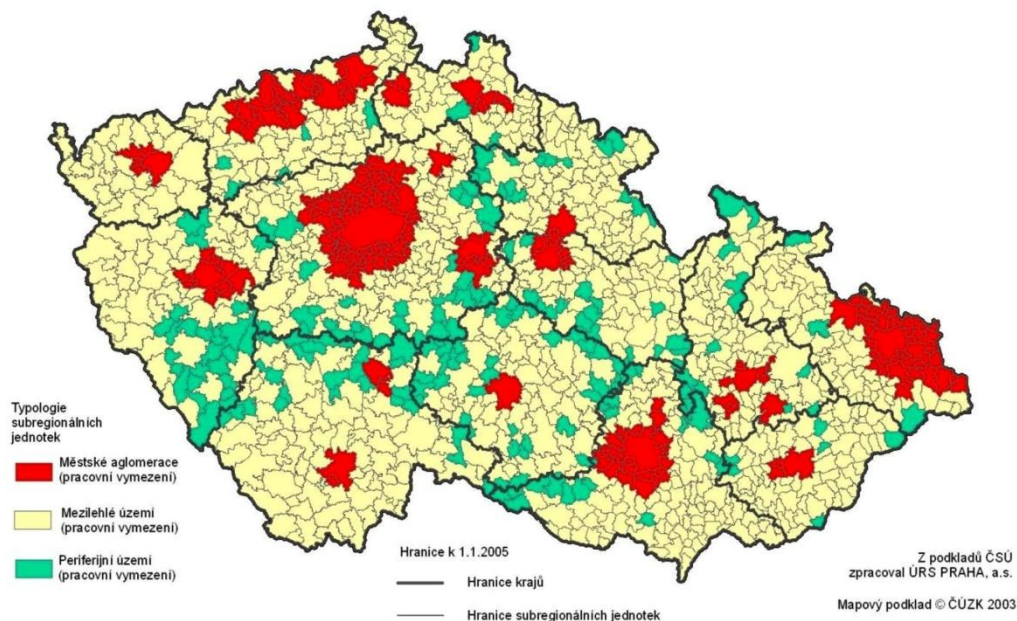 Typologie
subregionálních
jednotek
Městské aglomerace
(pracovní vymezení)
Mezilehlé území
(pracovní vymezení)
Periferijní území
(pracovní vymezení)
Hranice k 1.1.2005
Hranice krajů
Hranice subregionálních jednotek
Z podkladů ČSÚ
zpracoval ÚRS PRAHA, a.s.
Mapový podklad © ČÚZK 2003